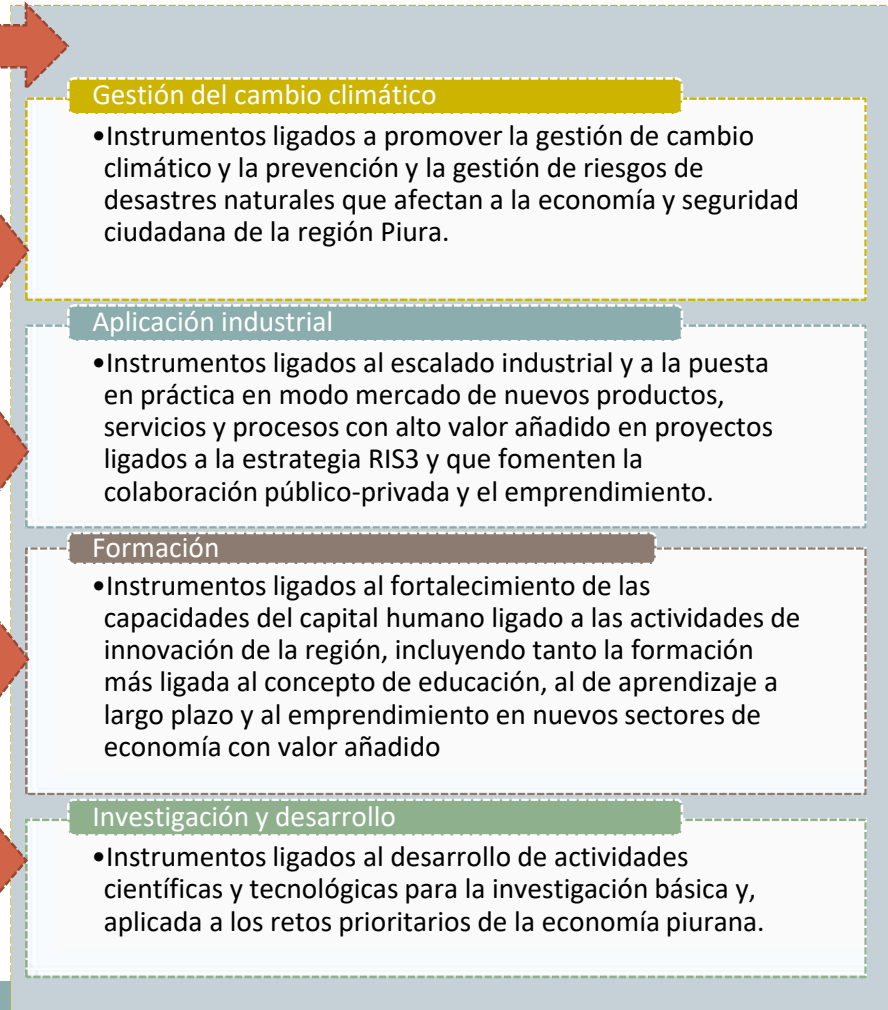 Gestión del cambio climático
•Instrumentos ligados a promover la gestión de cambio
climático y la prevención y la gestión de riesgos de
desastres naturales que afectan a la economía y seguridad
ciudadana de la región Piura.
Aplicación industrial
•Instrumentos ligados al escalado industrial y a la puesta
en práctica en modo mercado de nuevos productos,
servicios y procesos con alto valor añadido en proyectos
ligados a la estrategia RIS3 y que fomenten la
colaboración público-privada y el emprendimiento.
Formación
•Instrumentos ligados al fortalecimiento de las
capacidades del capital humano ligado a las actividades de
innovación de la región, incluyendo tanto la formación
más ligada al concepto de educación, al de aprendizaje a
largo plazo y al emprendimiento en nuevos sectores de
economía con valor añadido
Investigación y desarrollo
•Instrumentos ligados al desarrollo de actividades
científicas y tecnológicas para la investigación básica y,
aplicada a los retos prioritarios de la economía piurana.